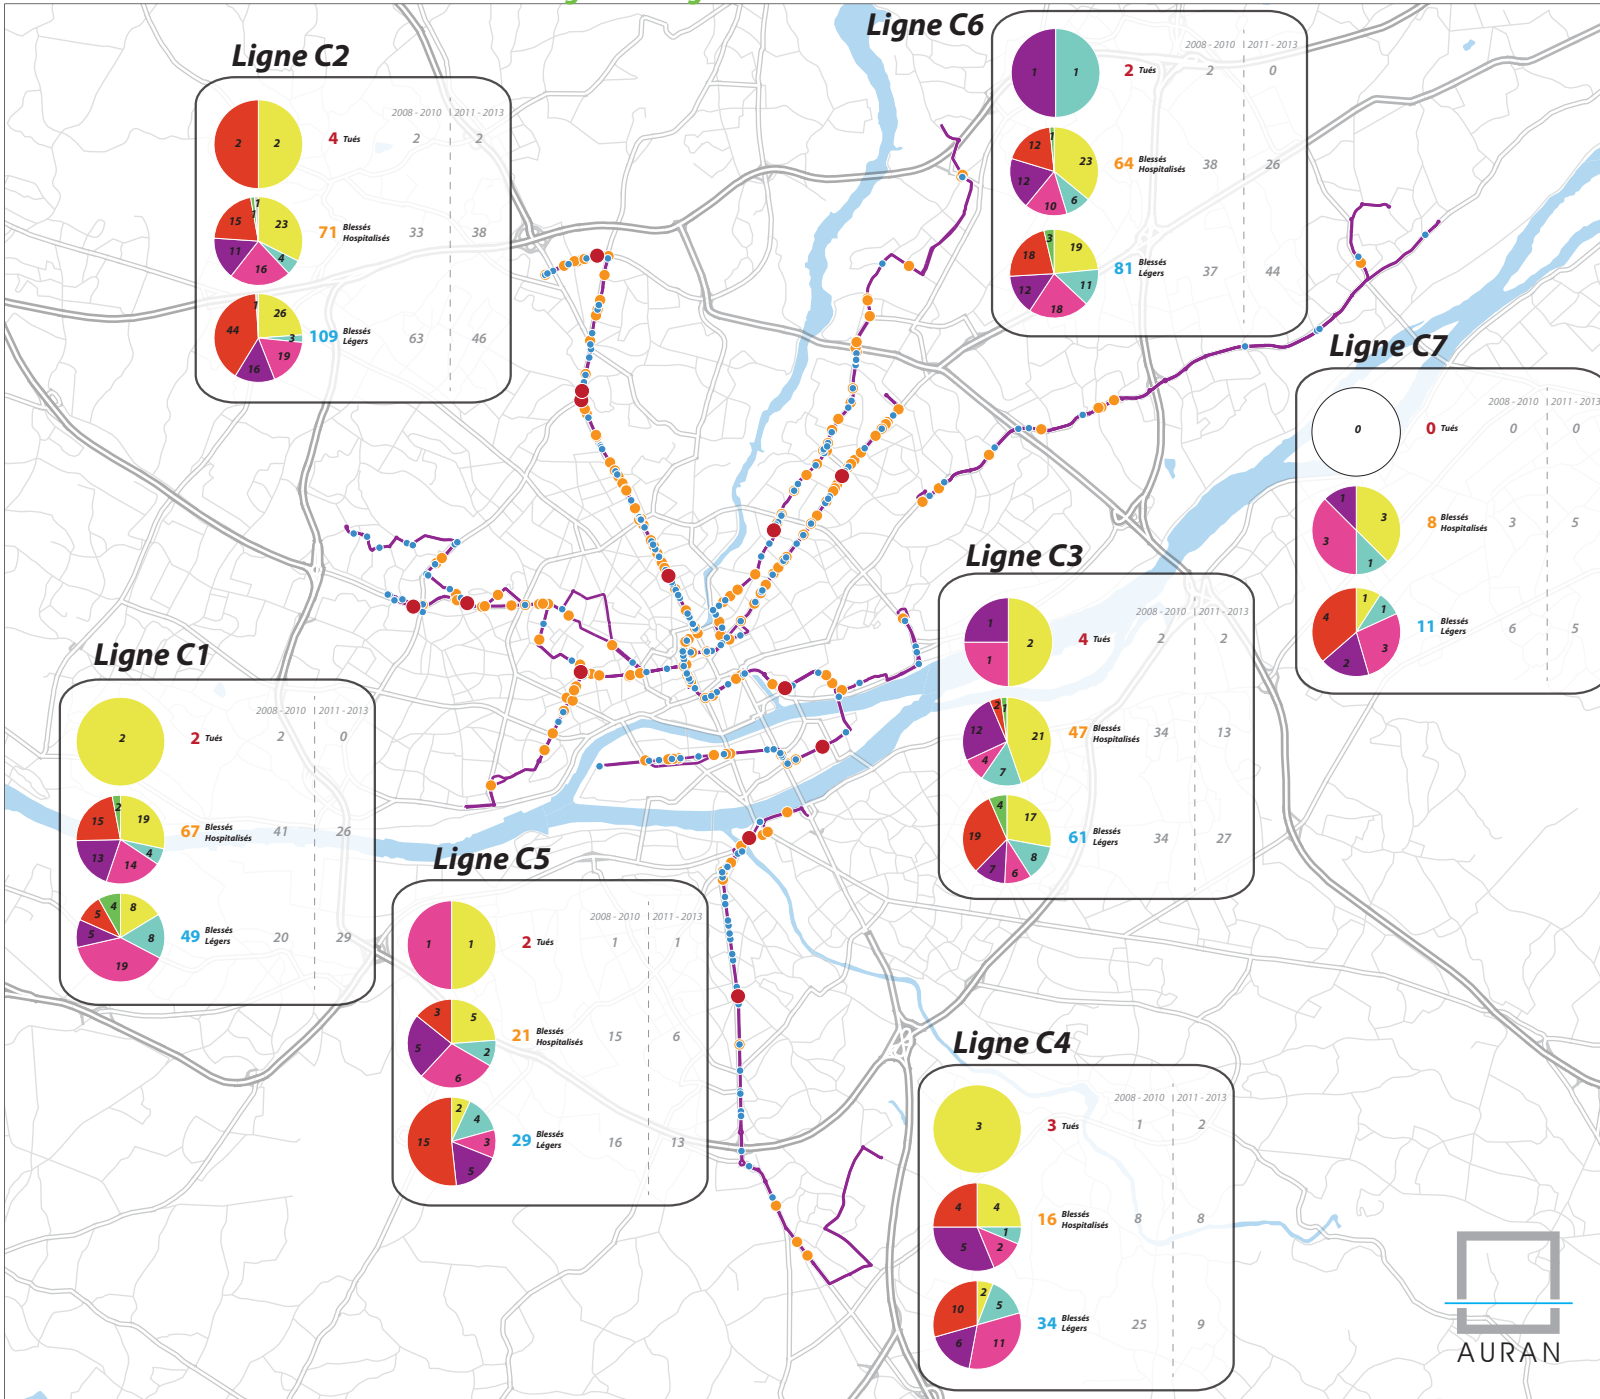 Ligne C6
2008 - 2010 2011 - 2013
1 1 2 Tués 2 0
1 12 23 12 10 6 64 Blessés Hospitalisés 38 26
3 18 19 12 11 18 81 Blessés Légers 37 44
Ligne C2
2008 - 2010 2011 - 2013
2 2 4 Tués 2 2
1 1 15 23 11 4 16 71 Blessés Hospitalisés 33 38
1 26 44 3 19 16 109 Blessés Légers 63 46
Ligne C7
2008 - 2010 2011 - 2013
0 0 Tués 0 0
1 3 3 1 8 Blessés Hospitalisés 3 5
1 1 4 3 2 11 Blessés Légers 6 5
Ligne C3
2008 - 2010 2011 - 2013
1 2 1 4 Tués 2 2
2 1 12 21 4 7 47 Blessés Hospitalisés 34 13
4 17 19 8 7 6 61 Blessés Légers 34 27
Ligne C1
2008 - 2010 2011 - 2013
2 2 Tués 2 0
2 15 19 4 13 14 67 Blessés Hospitalisés 41 26
4 8 5 5 8 19 49 Blessés Légers 20 29
Ligne C5
2008 - 2010 2011 - 2013
1 1 2 Tués 1 1
3 5 5 2 6 21 Blessés Hospitalisés 15 6
2 4 15 3 5 29 Blessés Légers 16 13
Ligne C4
2008 - 2010 2011 - 2013
3 3 Tués 1 2
4 4 1 5 2 16 Blessés Hospitalisés 8 8
2 10 5 6 11 34 Blessés Légers 25 9
AURAN